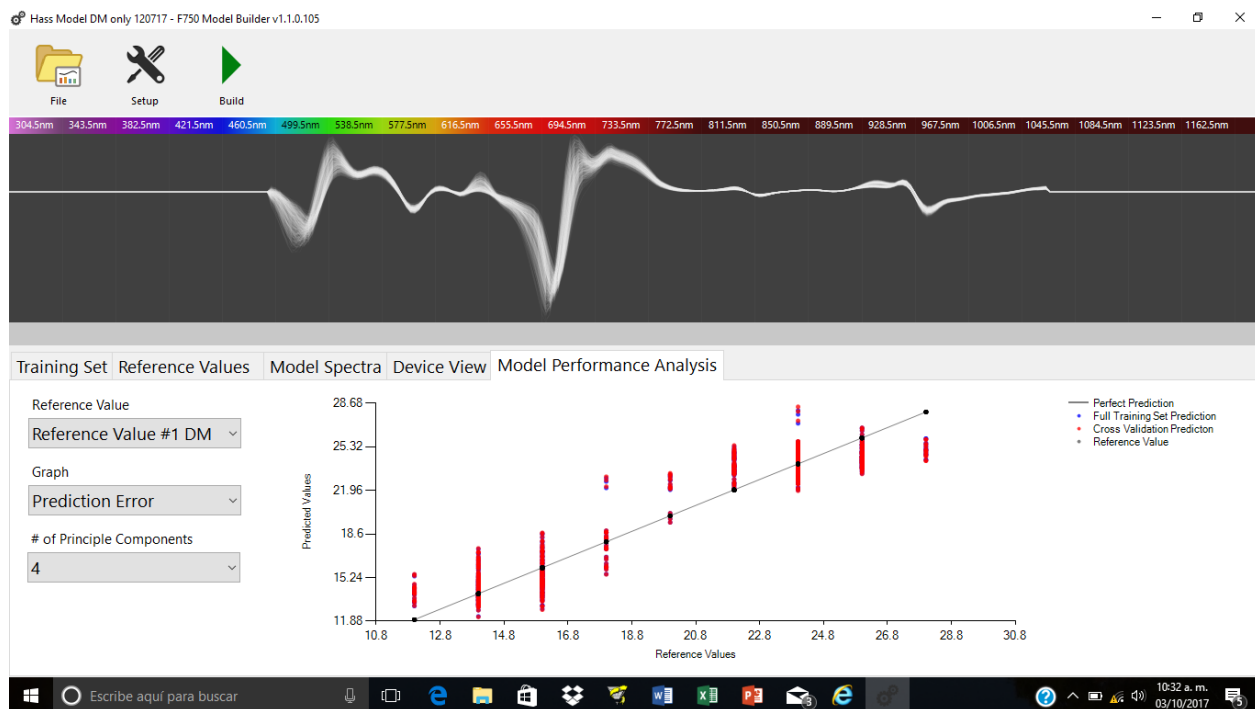 Hass Model DM only 120717 - F750 Model Builder v1.1.0.105
File Setup Build
304.5nm 343.5nm 382.5nm 421.5nm 460.5nm 499.5nm 538.5nm 577.5nm 616.5nm 655.5nm 694.5nm 733.5nm 772.5nm 811.5nm 850.5nm 889.5nm 928.5nm 967.5nm 1006.5nm 1045.5nm 1084.5nm 1123.5nm 1162.5nm
Training Set Reference Values Model Spectra Device View Model Performance Analysis
Reference Value
Reference Value #1 DM
Graph
Prediction Error
# of Principle Components
4
28.68
25.32
21.96
18.6
15.24
11.88
Predicted Values
10.8 12.8 14.8 16.8 18.8 20.8 22.8 24.8 26.8 28.8 30.8
Reference Values
Perfect Prediction
Full Training Set Prediction
Cross Validation Predicton
Reference Value
Escribe aquí para buscar
3
10:32 a. m.
03/10/2017
5